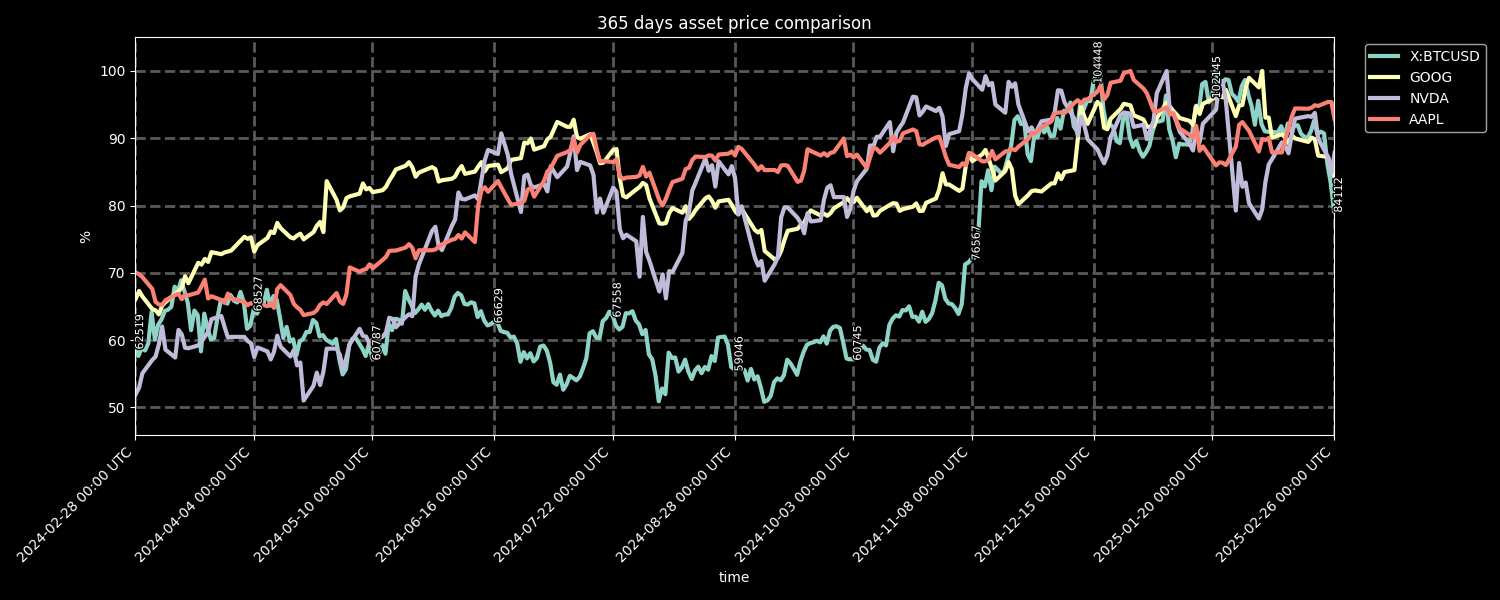 365 days asset price comparison
%
100
90
80
70
60
50
62519
68527
60787
66629
67558
59046
60745
76567
104448
102145
84112
X:BTCUSD
GOOG
NVDA
AAPL
2024-02-28 00:00 UTC
2024-04-04 00:00 UTC
2024-05-10 00:00 UTC
2024-06-16 00:00 UTC
2024-07-22 00:00 UTC
2024-08-28 00:00 UTC
2024-10-03 00:00 UTC
2024-11-08 00:00 UTC
2024-12-15 00:00 UTC
2025-01-20 00:00 UTC
2025-02-26 00:00 UTC
time